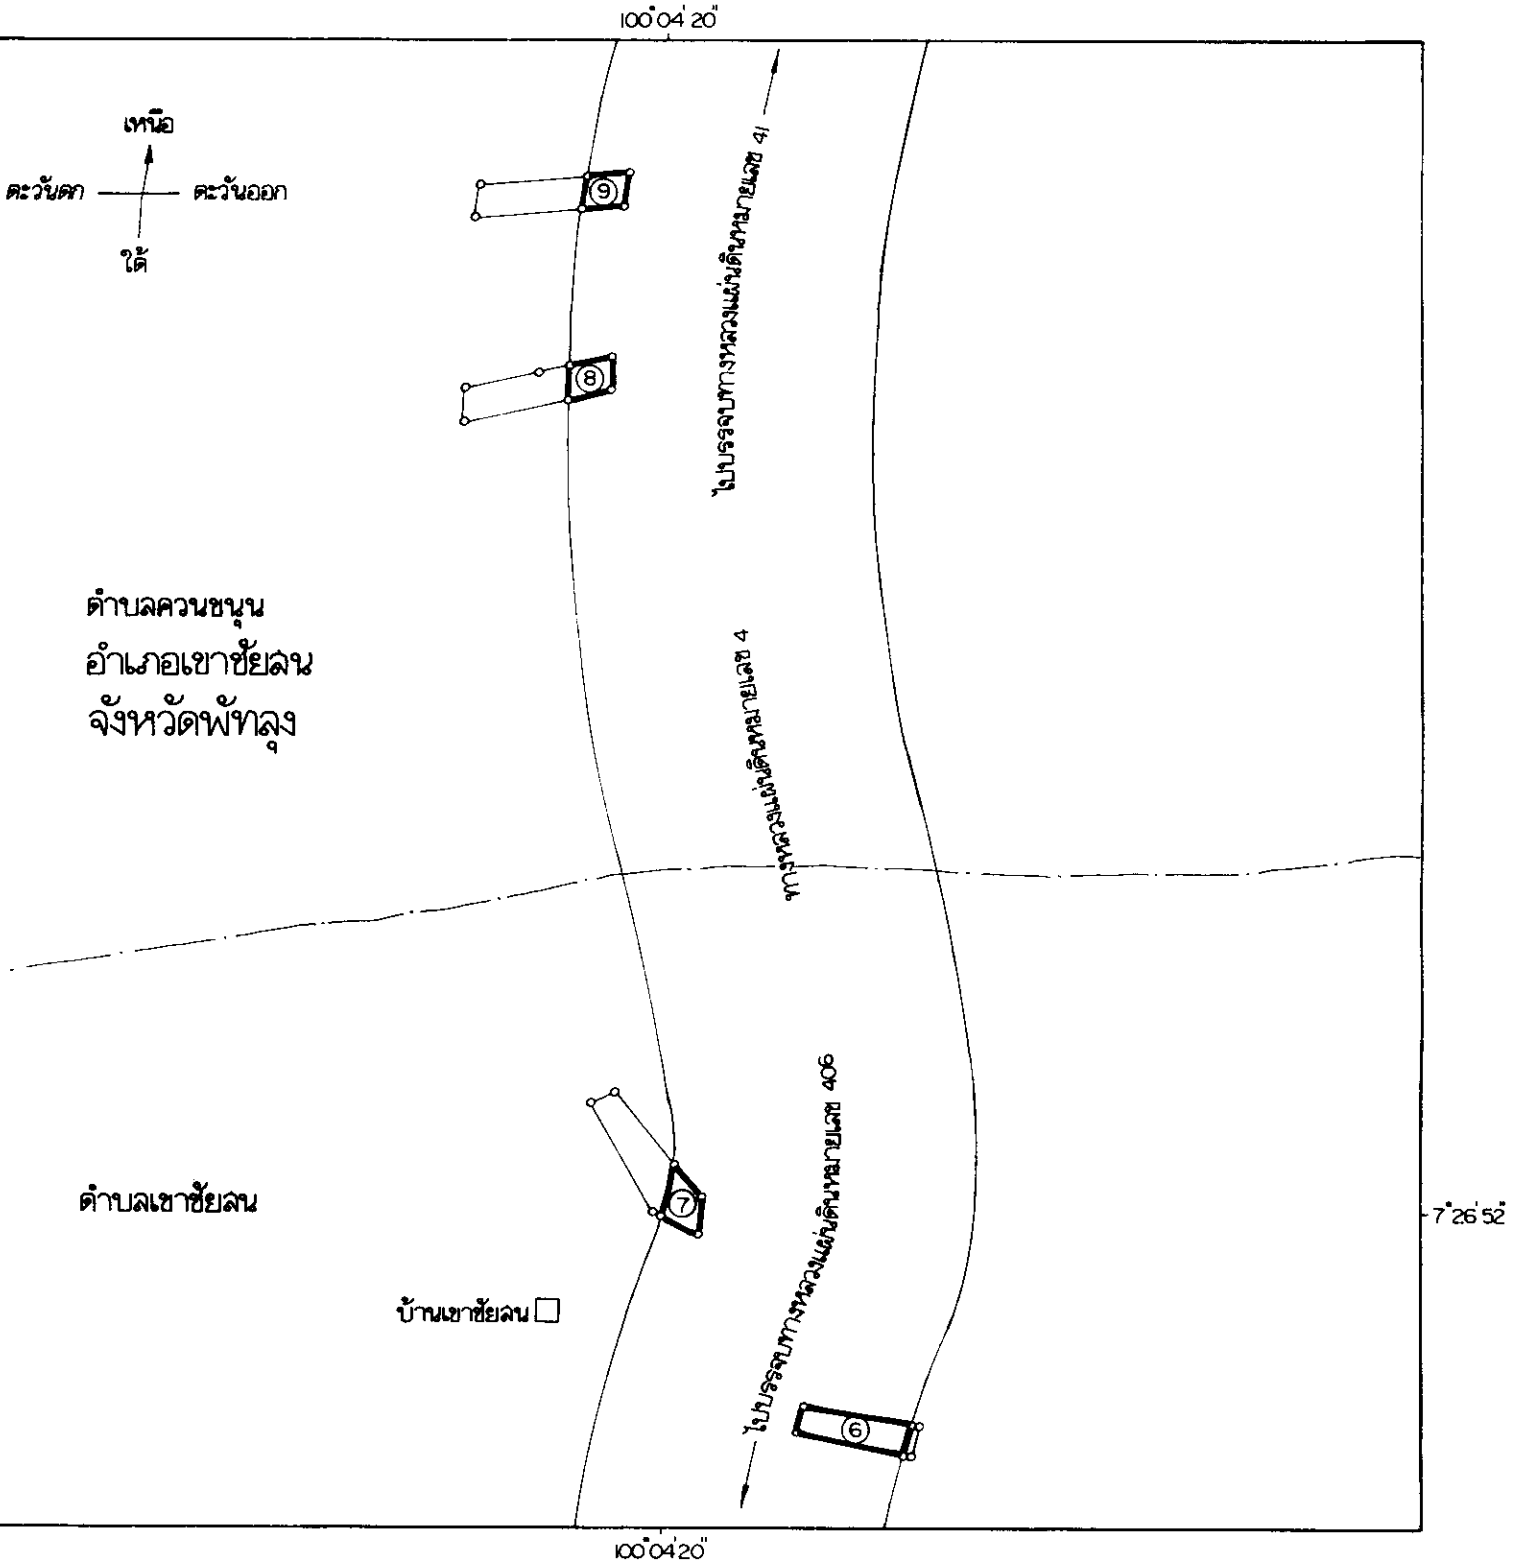 100°04'20"
เหนือ
ตะวันตก
ตะวันออก
ใต้
ไปบรรจบทางหลวงแผ่นดินหมายเลข 41
9
8
ตำบลควนขนุน
อำเภอเขาชัยสน
จังหวัดพัทลุง
ทางหลวงแผ่นดินหมายเลข 4
ไปบรรจบทางหลวงแผ่นดินหมายเลข 406
ตำบลเขาชัยสน
7
7°26'52"
บ้านเขาชัยสน
6
100°04'20"